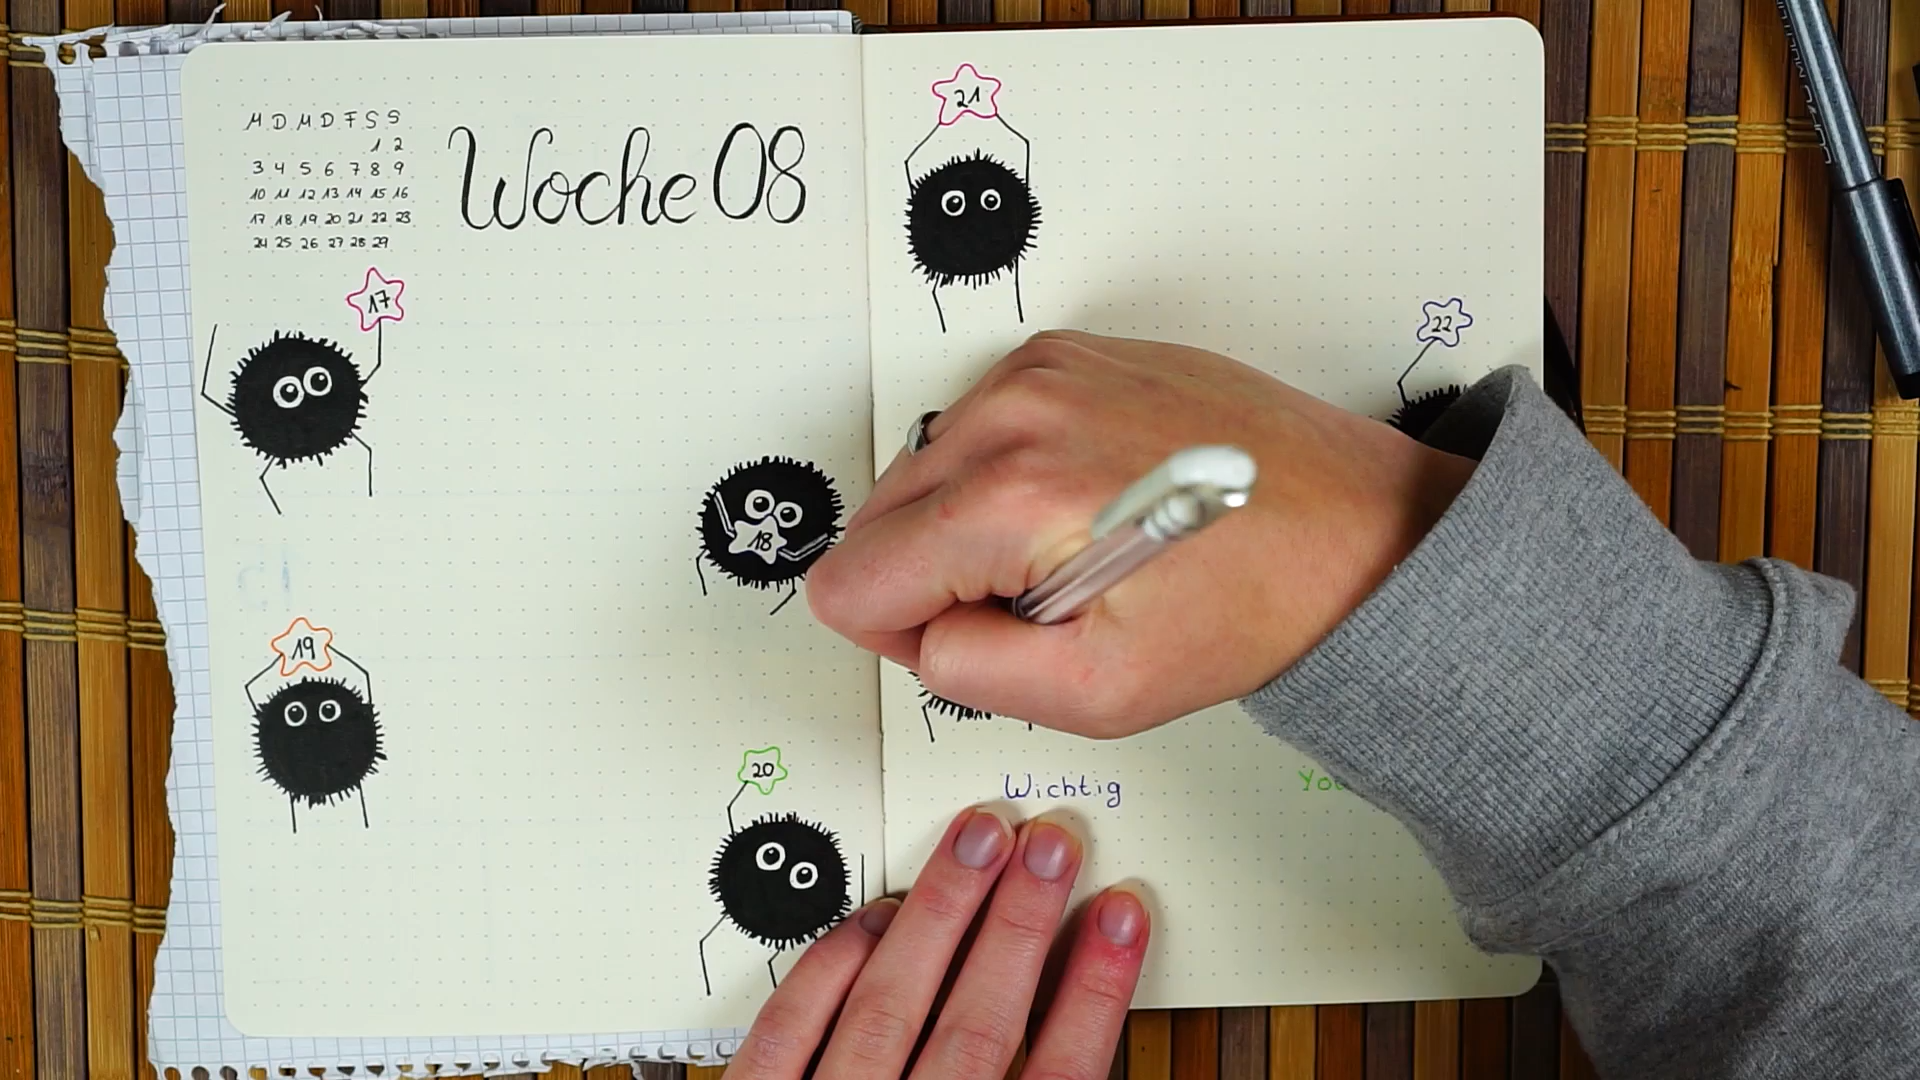 M D M D F S S
1 2
3 4 5 6 7 8 9
10 11 12 13 14 15 16
17 18 19 20 21 22 23
24 25 26 27 28 29
Woche 08
17
18
19
20
21
22
Wichtig